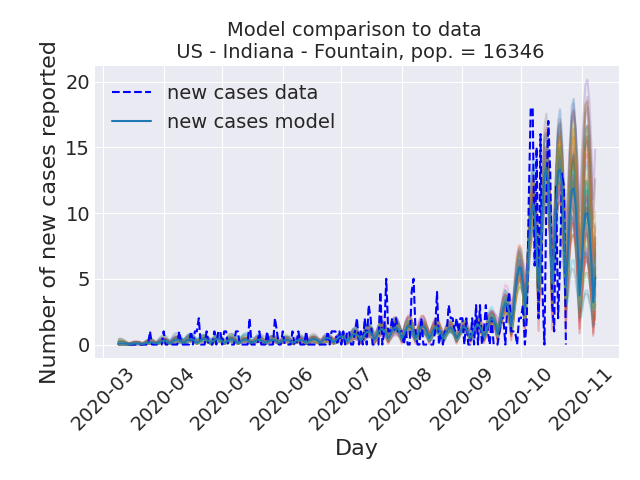 Model comparison to data
US - Indiana - Fountain, pop. = 16346
Number of new cases reported
20
15
10
5
0
new cases data
new cases model
2020-03
2020-04
2020-05
2020-06
2020-07
2020-08
2020-09
2020-10
2020-11
Day